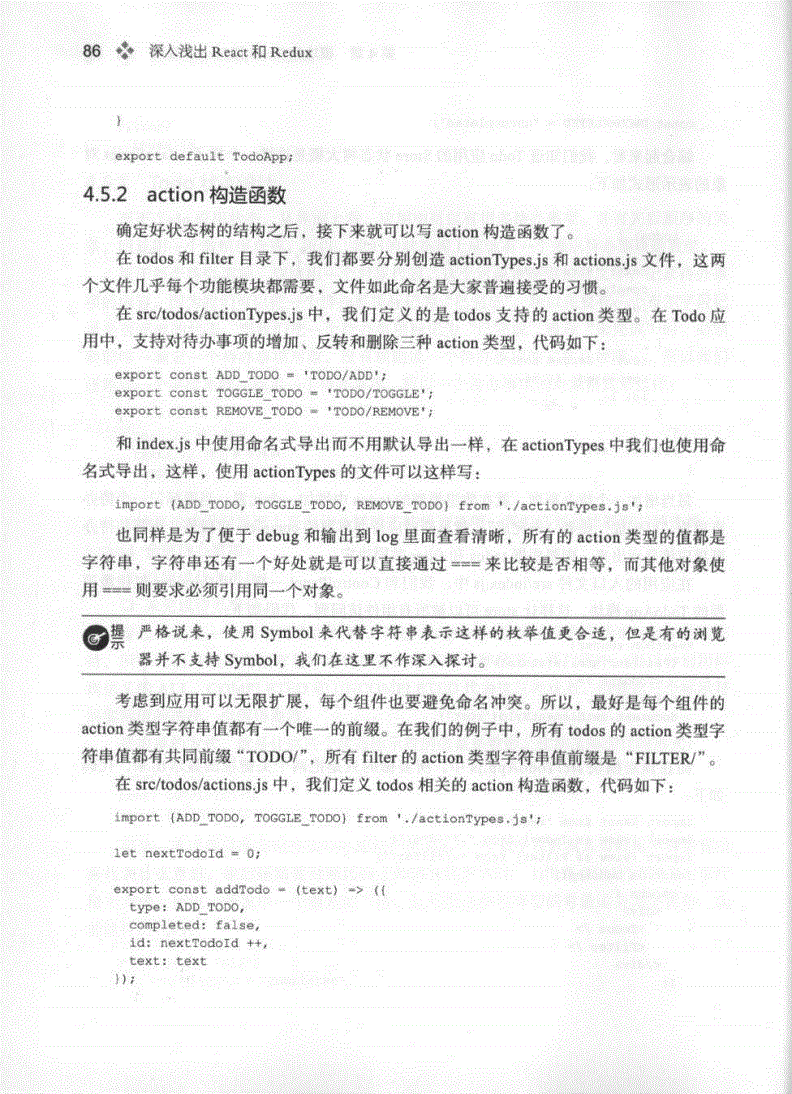 86 深入浅出 React 和 Redux
}
export default TodoApp;
4.5.2 action 构造函数
确定好状态树的结构之后，接下来就可以写 action 构造函数了。
在 todos 和 filter 目录下，我们都要分别创造 actionTypes.js 和 actions.js 文件，这两
个文件几乎每个功能模块都需要，文件如此命名是大家普遍接受的习惯。
在 src/todos/actionTypes.js 中，我们定义的是 todos 支持的 action 类型。在 Todo 应
用中，支持对待办事项的增加、反转和删除三种 action 类型，代码如下：
export const ADD_TODO = 'TODO/ADD';
export const TOGGLE_TODO = 'TODO/TOGGLE';
export const REMOVE_TODO = 'TODO/REMOVE';
和 index.js 中使用命名式导出而不用默认导出一样，在 actionTypes 中我们也使用命
名式导出，这样，使用 actionTypes 的文件可以这样写：
import {ADD_TODO, TOGGLE_TODO, REMOVE_TODO} from './actionTypes.js';
也同样是为了便于 debug 和输出到 log 里面查看清晰，所有的 action 类型的值都是
字符串，字符串还有一个好处就是可以直接通过 === 来比较是否相等，而其他对象使
用 === 则要求必须引用同一个对象。
提示 严格说来，使用 Symbol 来代替字符串表示这样的枚举值更合适，但是有的浏览
器并不支持 Symbol，我们在这里不作深入探讨。
考虑到应用可以无限扩展，每个组件也要避免命名冲突。所以，最好是每个组件的
action 类型字符串值都有一个唯一的前缀。在我们的例子中，所有 todos 的 action 类型字
符串值都有共同前缀“TODO/”，所有 filter 的 action 类型字符串值前缀是“FILTER/”。
在 src/todos/actions.js 中，我们定义 todos 相关的 action 构造函数，代码如下：
import {ADD_TODO, TOGGLE_TODO} from './actionTypes.js';
let nextTodoId = 0;
export const addTodo = (text) => ({
type: ADD_TODO,
completed: false,
id: nextTodoId ++,
text: text
});